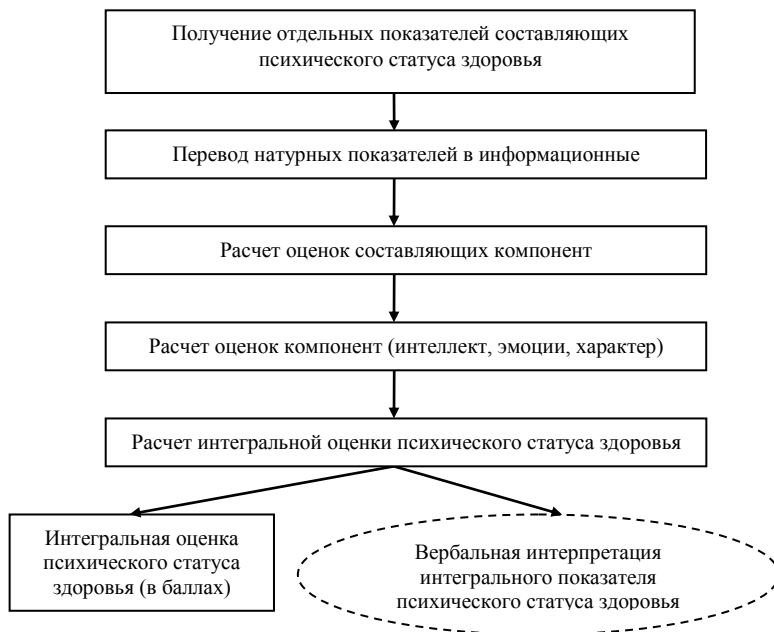 Получение отдельных показателей составляющих
психического статуса здоровья
Перевод натурных показателей в информационные
Расчет оценок составляющих компонент
Расчет оценок компонент (интеллект, эмоции, характер)
Расчет интегральной оценки психического статуса здоровья
Интегральная оценка
психического статуса
здоровья (в баллах)
Вербальная интерпретация
интегрального показателя
психического статуса здоровья